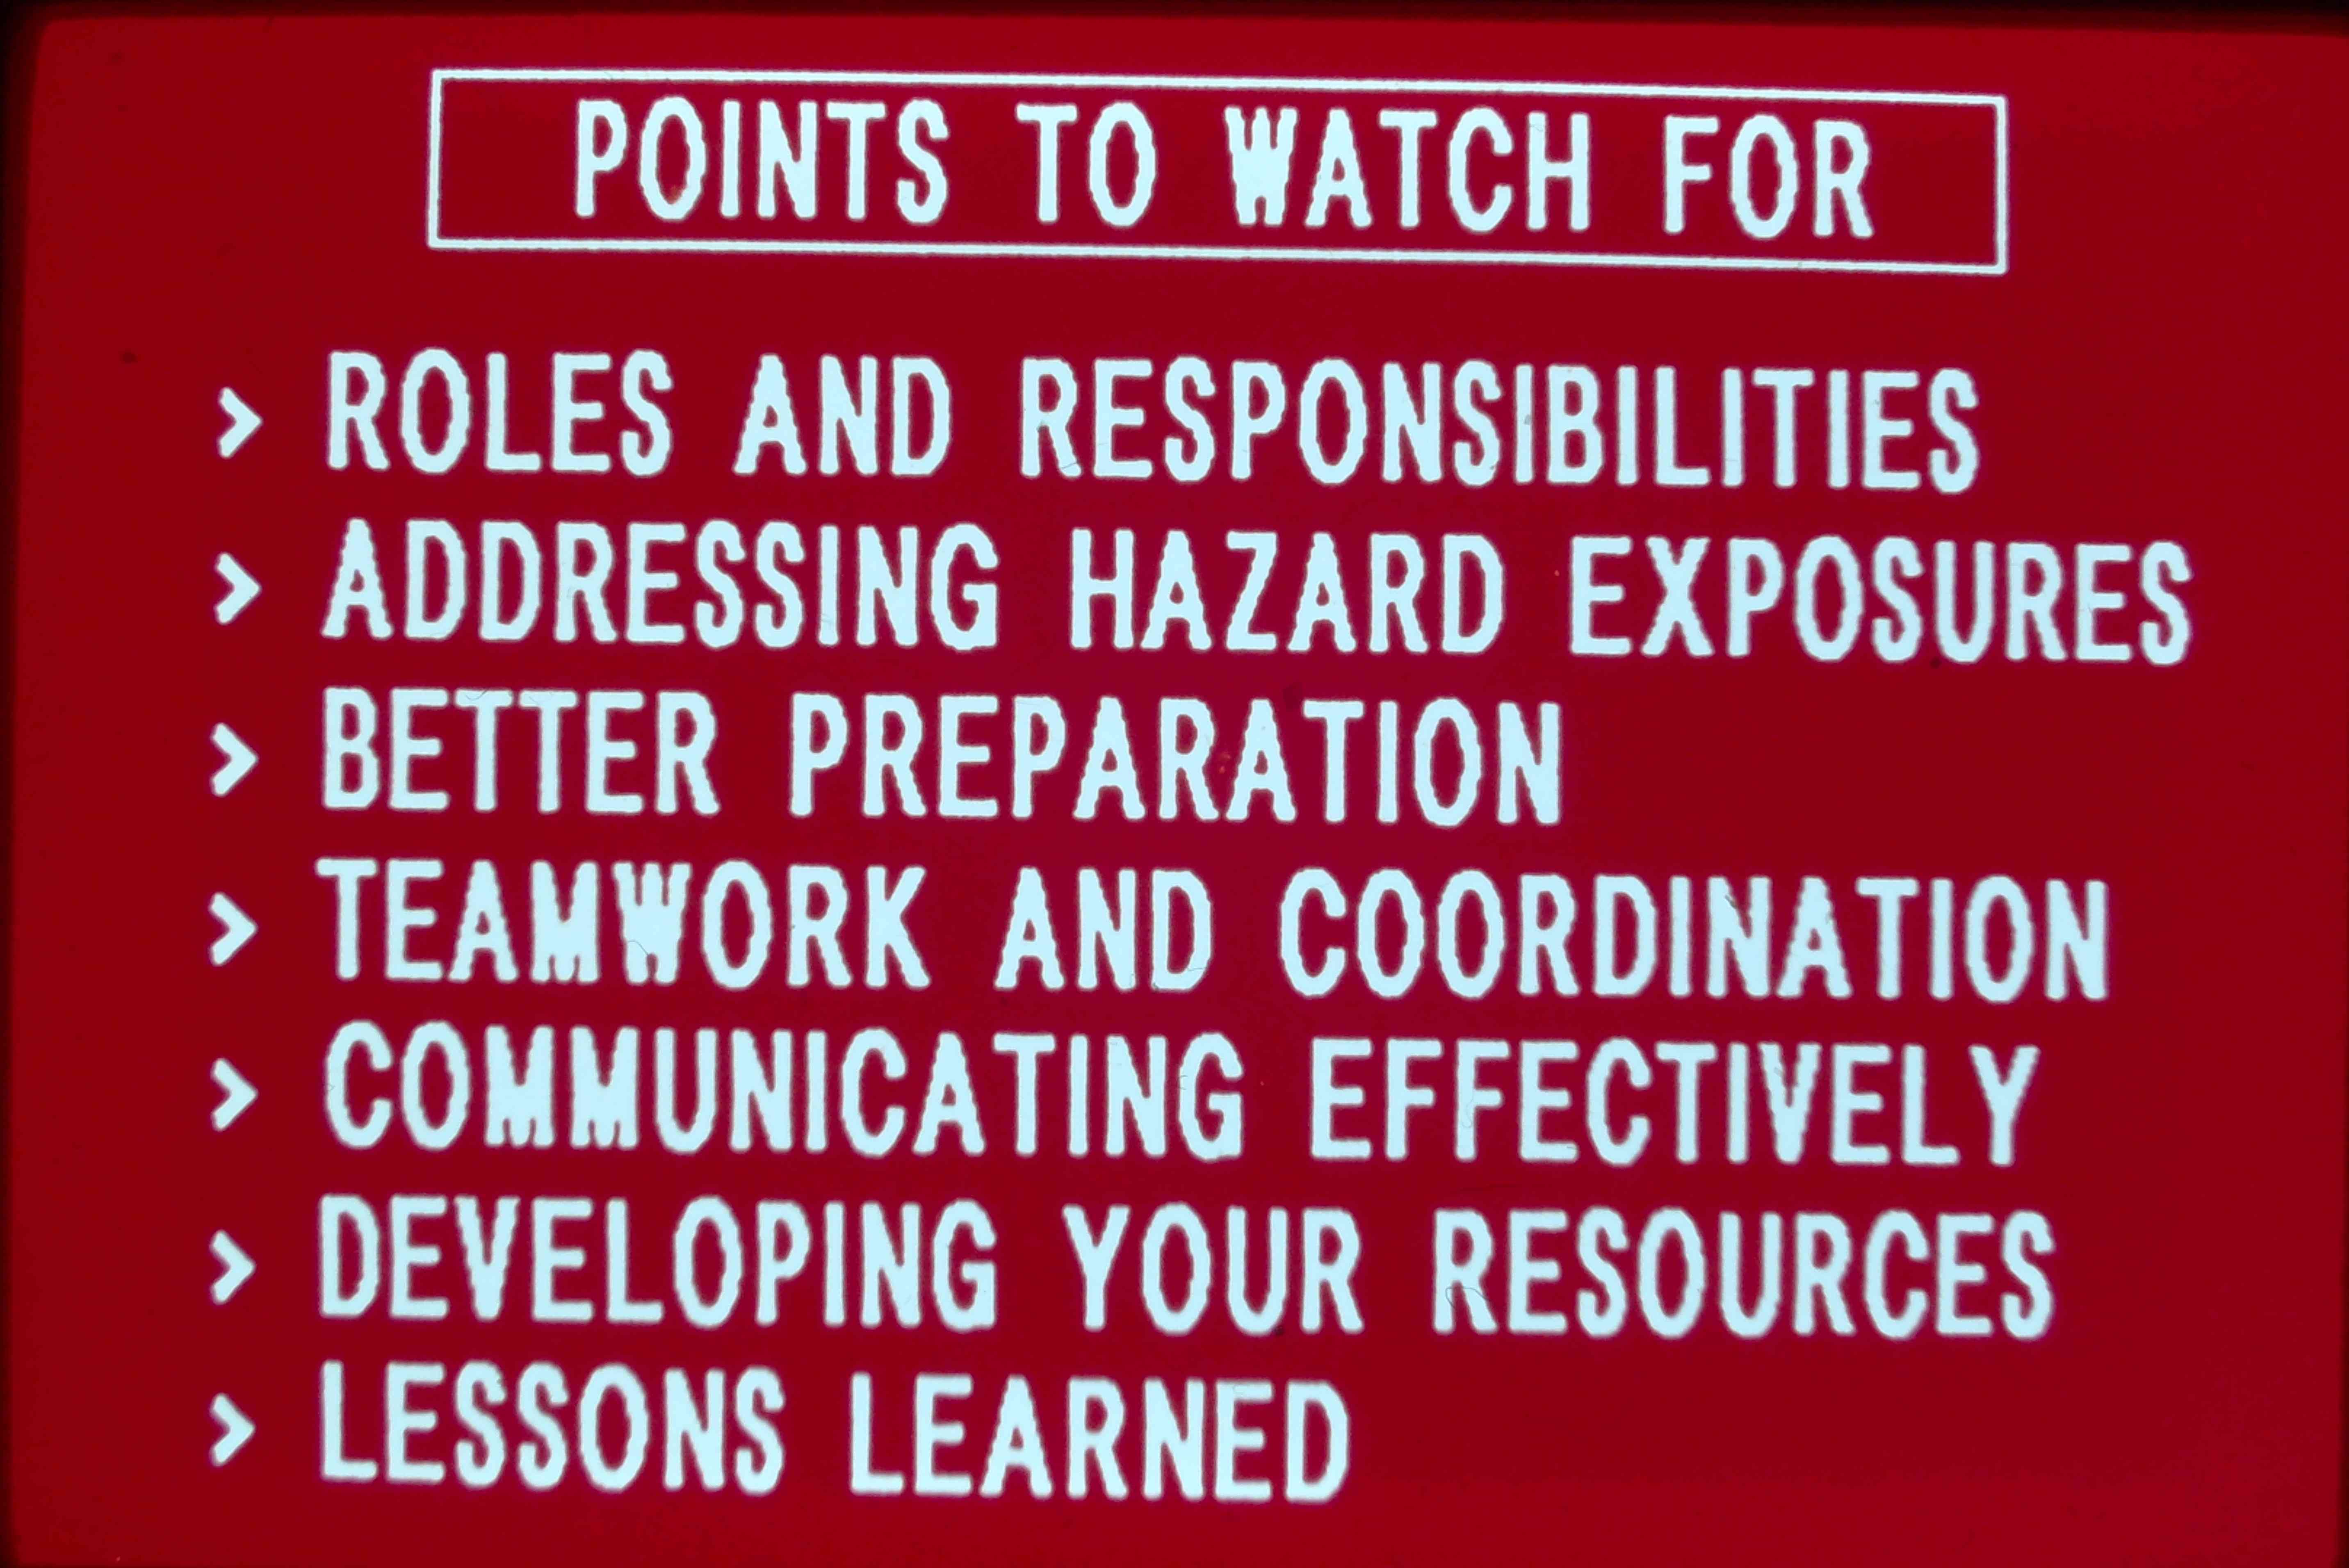 POINTS TO WATCH FOR
> ROLES AND RESPONSIBILITIES
> ADDRESSING HAZARD EXPOSURES
> BETTER PREPARATION
> TEAMWORK AND COORDINATION
> COMMUNICATING EFFECTIVELY
> DEVELOPING YOUR RESOURCES
> LESSONS LEARNED